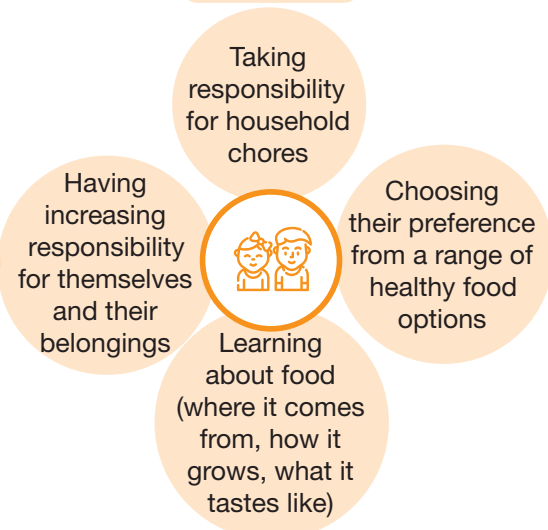 Taking
responsibility
for household
chores
Having
increasing
responsibility
for themselves
and their
belongings
Choosing
their preference
from a range of
healthy food
options
Learning
about food
(where it comes
from, how it
grows, what it
tastes like)